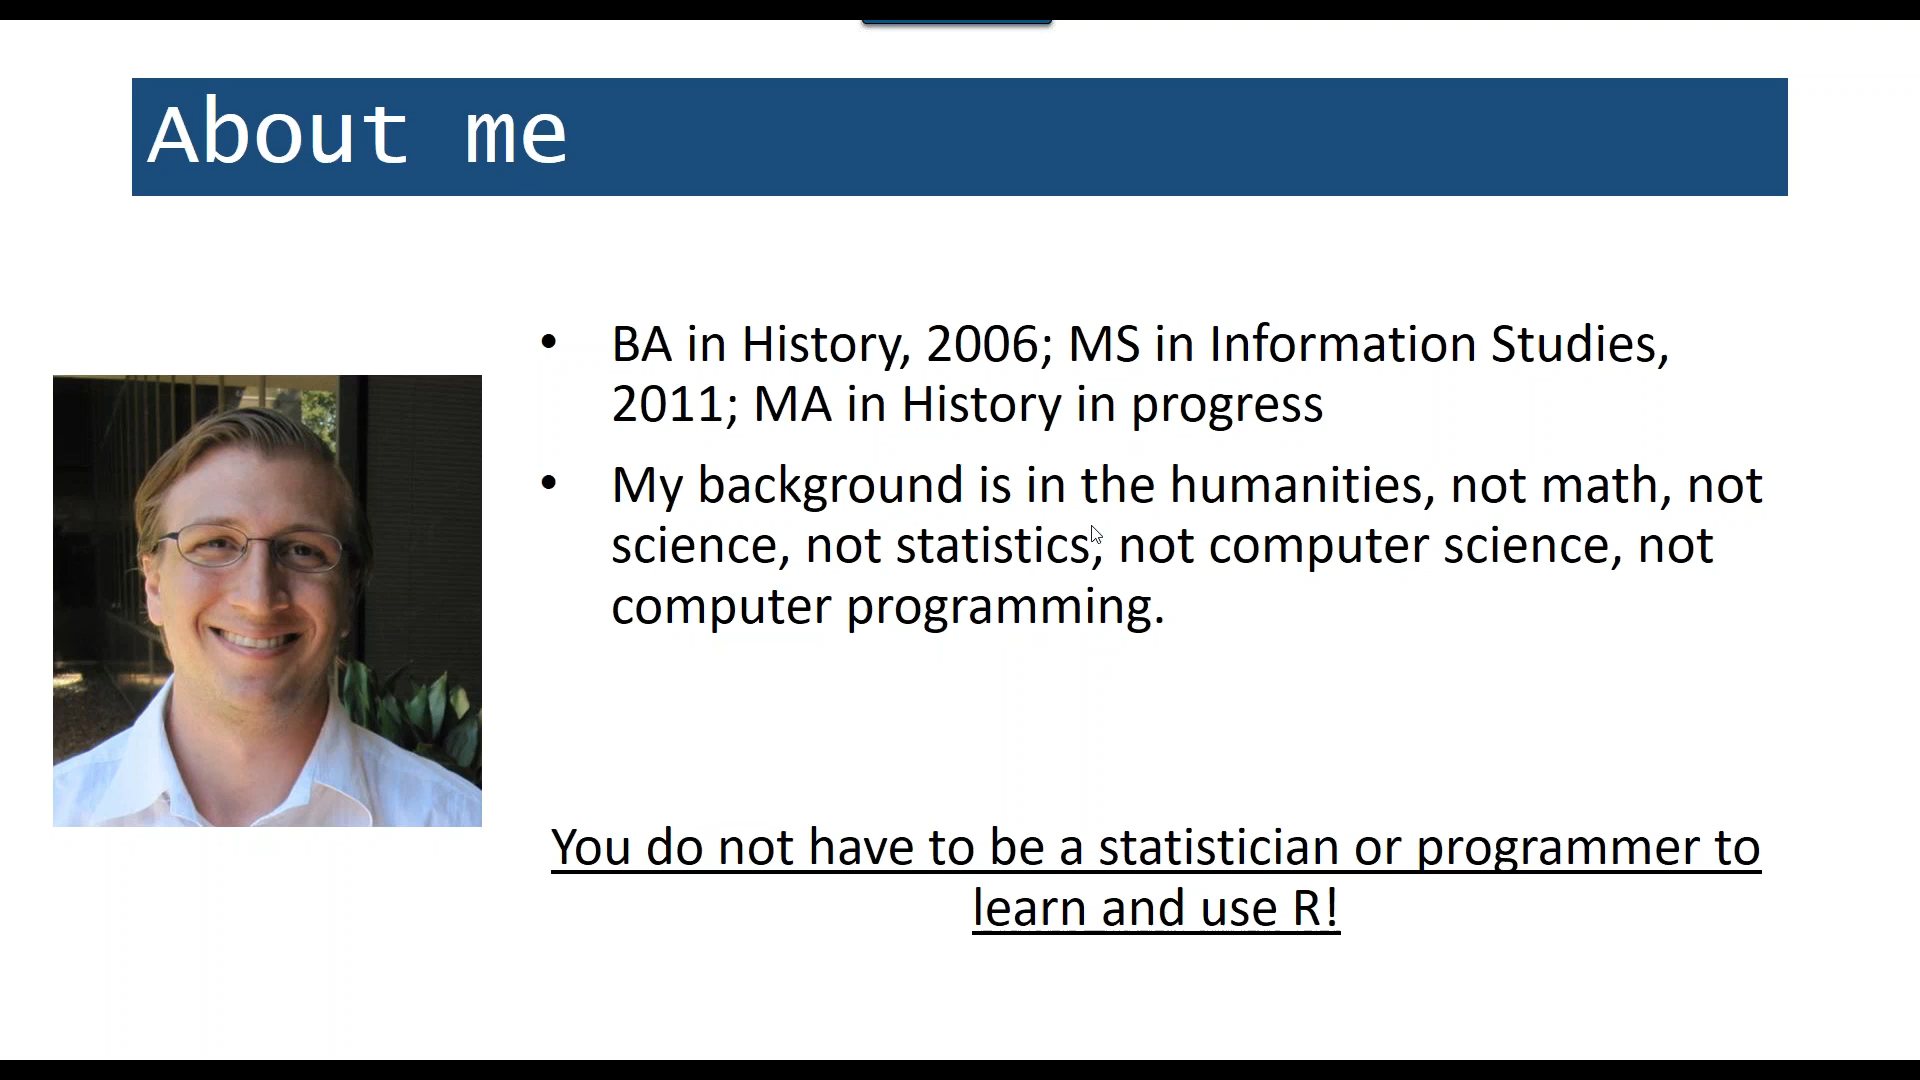 About me
• BA in History, 2006; MS in Information Studies,
2011; MA in History in progress
• My background is in the humanities, not math, not
science, not statistics, not computer science, not
computer programming.
You do not have to be a statistician or programmer to
learn and use R!